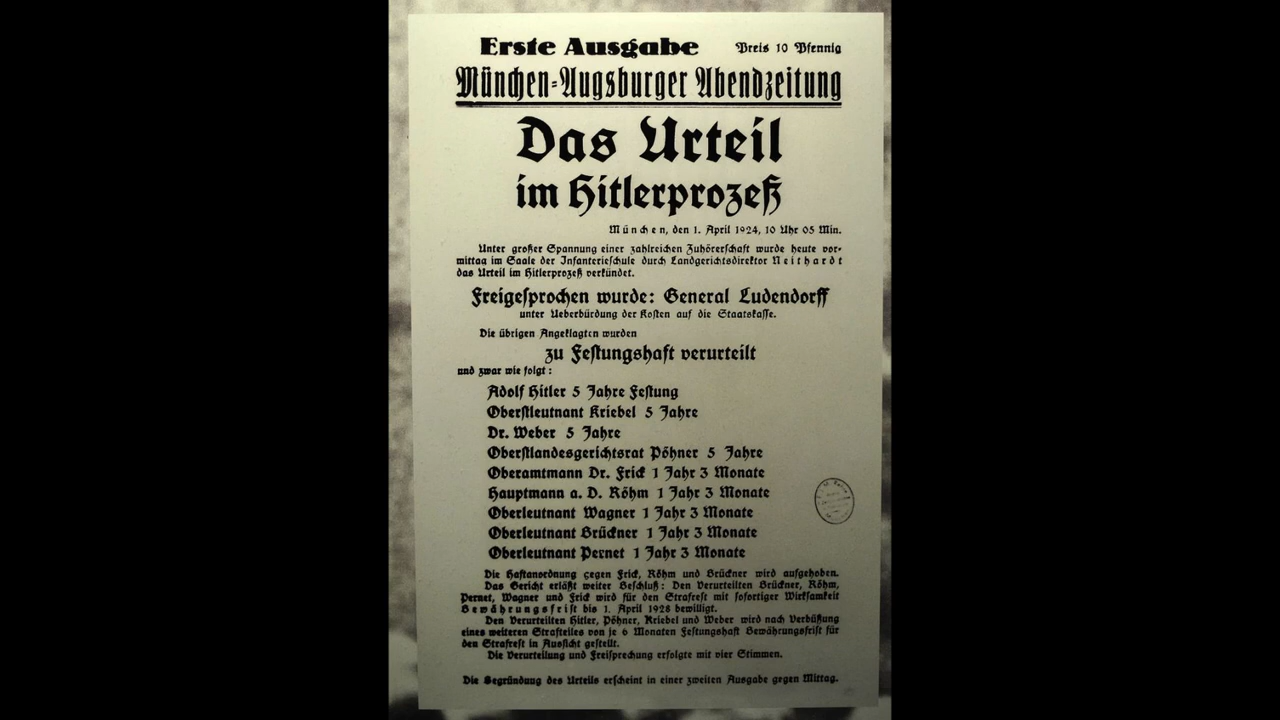 Erste Ausgabe Preis 10 Pfennig
München-Augsburger Abendzeitung
Das Urteil
im Hitlerprozeß
München, den 1. April 1924, 10 Uhr 05 Min.
Unter großer Spannung einer zahlreichen Zuhörerschaft wurde heute vor-
mittag im Saale der Infanterieschule durch Landgerichtsdirektor Neithardt
das Urteil im Hitlerprozeß verkündet.
Freigesprochen wurde: General Ludendorff
unter Ueberbürdung der Kosten auf die Staatskasse.
Die übrigen Angeklagten wurden
zu Festungshaft verurteilt
und zwar wie folgt:
Adolf Hitler 5 Jahre Festung
Oberstleutnant Kriebel 5 Jahre
Dr. Weber 5 Jahre
Oberstlandesgerichtsrat Pöhner 5 Jahre
Oberamtmann Dr. Frick 1 Jahr 3 Monate
Hauptmann a. D. Röhm 1 Jahr 3 Monate
Oberleutnant Wagner 1 Jahr 3 Monate
Oberleutnant Brückner 1 Jahr 3 Monate
Oberleutnant Pernet 1 Jahr 3 Monate
Die Haftanordnung gegen Frick, Röhm und Brückner wird aufgehoben.
Das Gericht erläßt weiter Beschluß: Den Verurteilten Brückner, Röhm,
Pernet, Wagner und Frick wird für den Strafrest mit sofortiger Wirksamkeit
Bewährungsfrist bis 1. April 1928 bewilligt.
Den Verurteilten Hitler, Pöhner, Kriebel und Weber wird nach Verbüßung
eines weiteren Strafteiles von je 6 Monaten Festungshaft Bewährungsfrist für
den Strafrest in Aussicht gestellt.
Die Verurteilung und Freisprechung erfolgte mit vier Stimmen.
Die Begründung des Urteils erscheint in einer zweiten Ausgabe gegen Mittag.